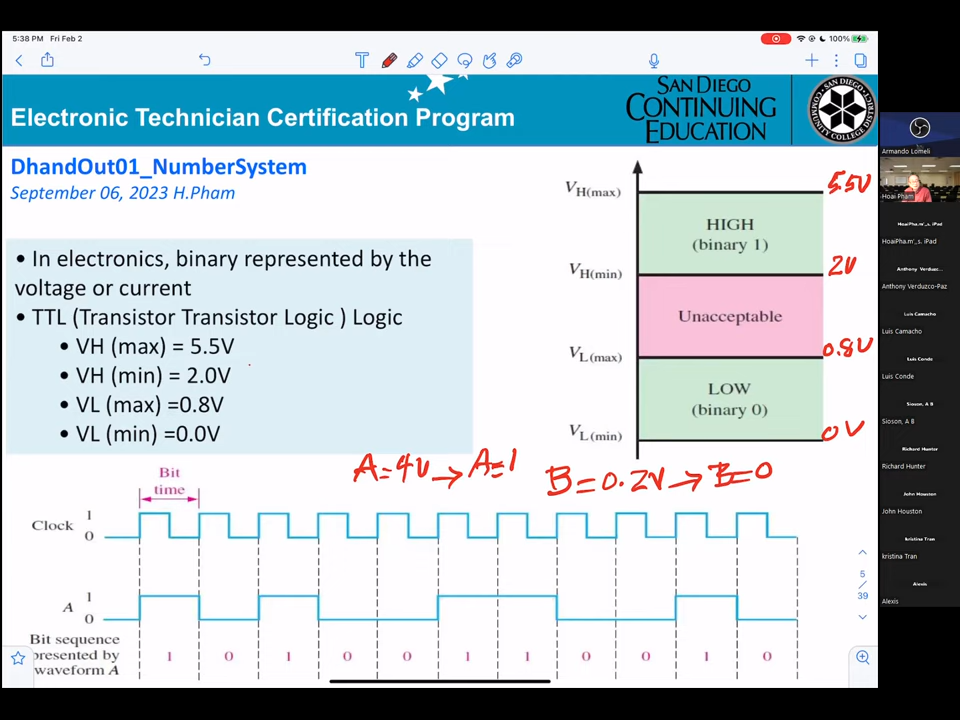 5:38 PM Fri Feb 2
100%
T
Electronic Technician Certification Program
SAN DIEGO
CONTINUING
EDUCATION
DhandOut01_NumberSystem
September 06, 2023 H.Pham
• In electronics, binary represented by the
voltage or current
• TTL (Transistor Transistor Logic ) Logic
• VH (max) = 5.5V
• VH (min) = 2.0V
• VL (max) =0.8V
• VL (min) =0.0V
VH(max)
5.5V
HIGH
(binary 1)
VH(min)
2V
Unacceptable
VL(max)
0.8V
LOW
(binary 0)
VL(min)
0V
A=4V→A=1
B=0.2V→B=0
Bit
time
Clock
1
0
A
1
0
Bit sequence
presented by
waveform A
1 0 1 0 0 1 1 0 0 1 0
5
/
39
Armando Lomeli
Hoai Pham
HoaiPha.m'_s. iPad
HoaiPha.m'_s. iPad
Anthony Verduzc...
Anthony Verduzco-Paz
Luis Camacho
Luis Camacho
Luis Conde
Luis Conde
Sioson, A B
Sioson, A B
Richard Hunter
Richard Hunter
John Houston
John Houston
kristina Tran
kristina Tran
Alexis
Alexis